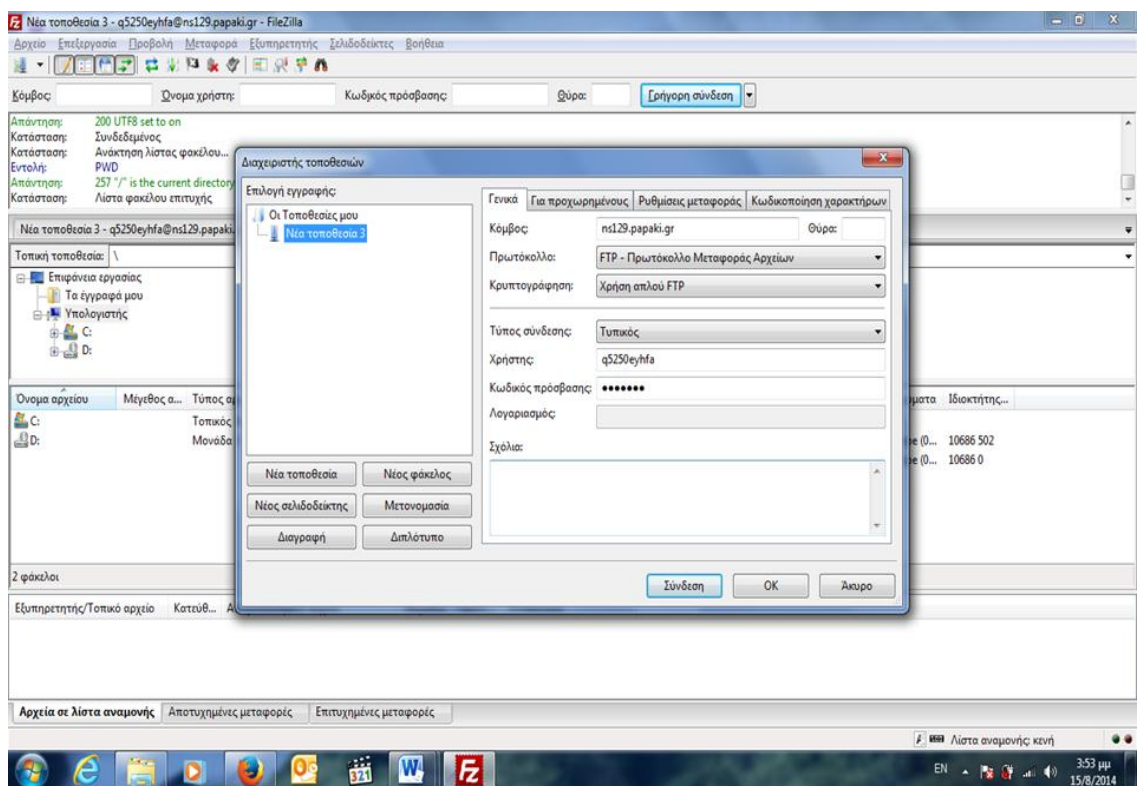 Νέα τοποθεσία 3 - q5250eyhfa@ns129.papaki.gr - FileZilla
Αρχείο Επεξεργασία Προβολή Μεταφορά Εξυπηρετητής Σελιδοδείκτες Βοήθεια
Κόμβος: Όνομα χρήστη: Κωδικός πρόσβασης: Θύρα: Γρήγορη σύνδεση
Απάντηση: 200 UTF8 set to on
Κατάσταση: Συνδεδεμένος
Κατάσταση: Ανάκτηση λίστας φακέλου...
Εντολή: PWD
Απάντηση: 257 "/" is the current directory
Κατάσταση: Λίστα φακέλου επιτυχής
Νέα τοποθεσία 3 - q5250eyhfa@ns129.papaki.
Τοπική τοποθεσία: \
Επιφάνεια εργασίας
Τα έγγραφά μου
Υπολογιστής
C:
D:
Όνομα αρχείου Μέγεθος α... Τύπος
C: Τοπικός
D: Μονάδα
2 φάκελοι
Ιδιοκτήτης...
(0... 10686 502
(0... 10686 0
Διαχειριστής τοποθεσιών
Επιλογή εγγραφής:
Οι Τοποθεσίες μου
Νέα τοποθεσία 3
Νέα τοποθεσία Νέος φάκελος
Νέος σελιδοδείκτης Μετονομασία
Διαγραφή Διπλότυπο
Γενικά Για προχωρημένους Ρυθμίσεις μεταφοράς Κωδικοποίηση χαρακτήρων
Κόμβος: ns129.papaki.gr Θύρα:
Πρωτόκολλο: FTP - Πρωτόκολλο Μεταφοράς Αρχείων
Κρυπτογράφηση: Χρήση απλού FTP
Τύπος σύνδεσης: Τυπικός
Χρήστης: q5250eyhfa
Κωδικός πρόσβασης: •••••••
Λογαριασμός:
Σχόλια:
Σύνδεση OK Άκυρο
Εξυπηρετητής/Τοπικό αρχείο Κατεύθ...
Αρχεία σε λίστα αναμονής Αποτυχημένες μεταφορές Επιτυχημένες μεταφορές
Λίστα αναμονής: κενή
EN 3:53 μμ
15/8/2014